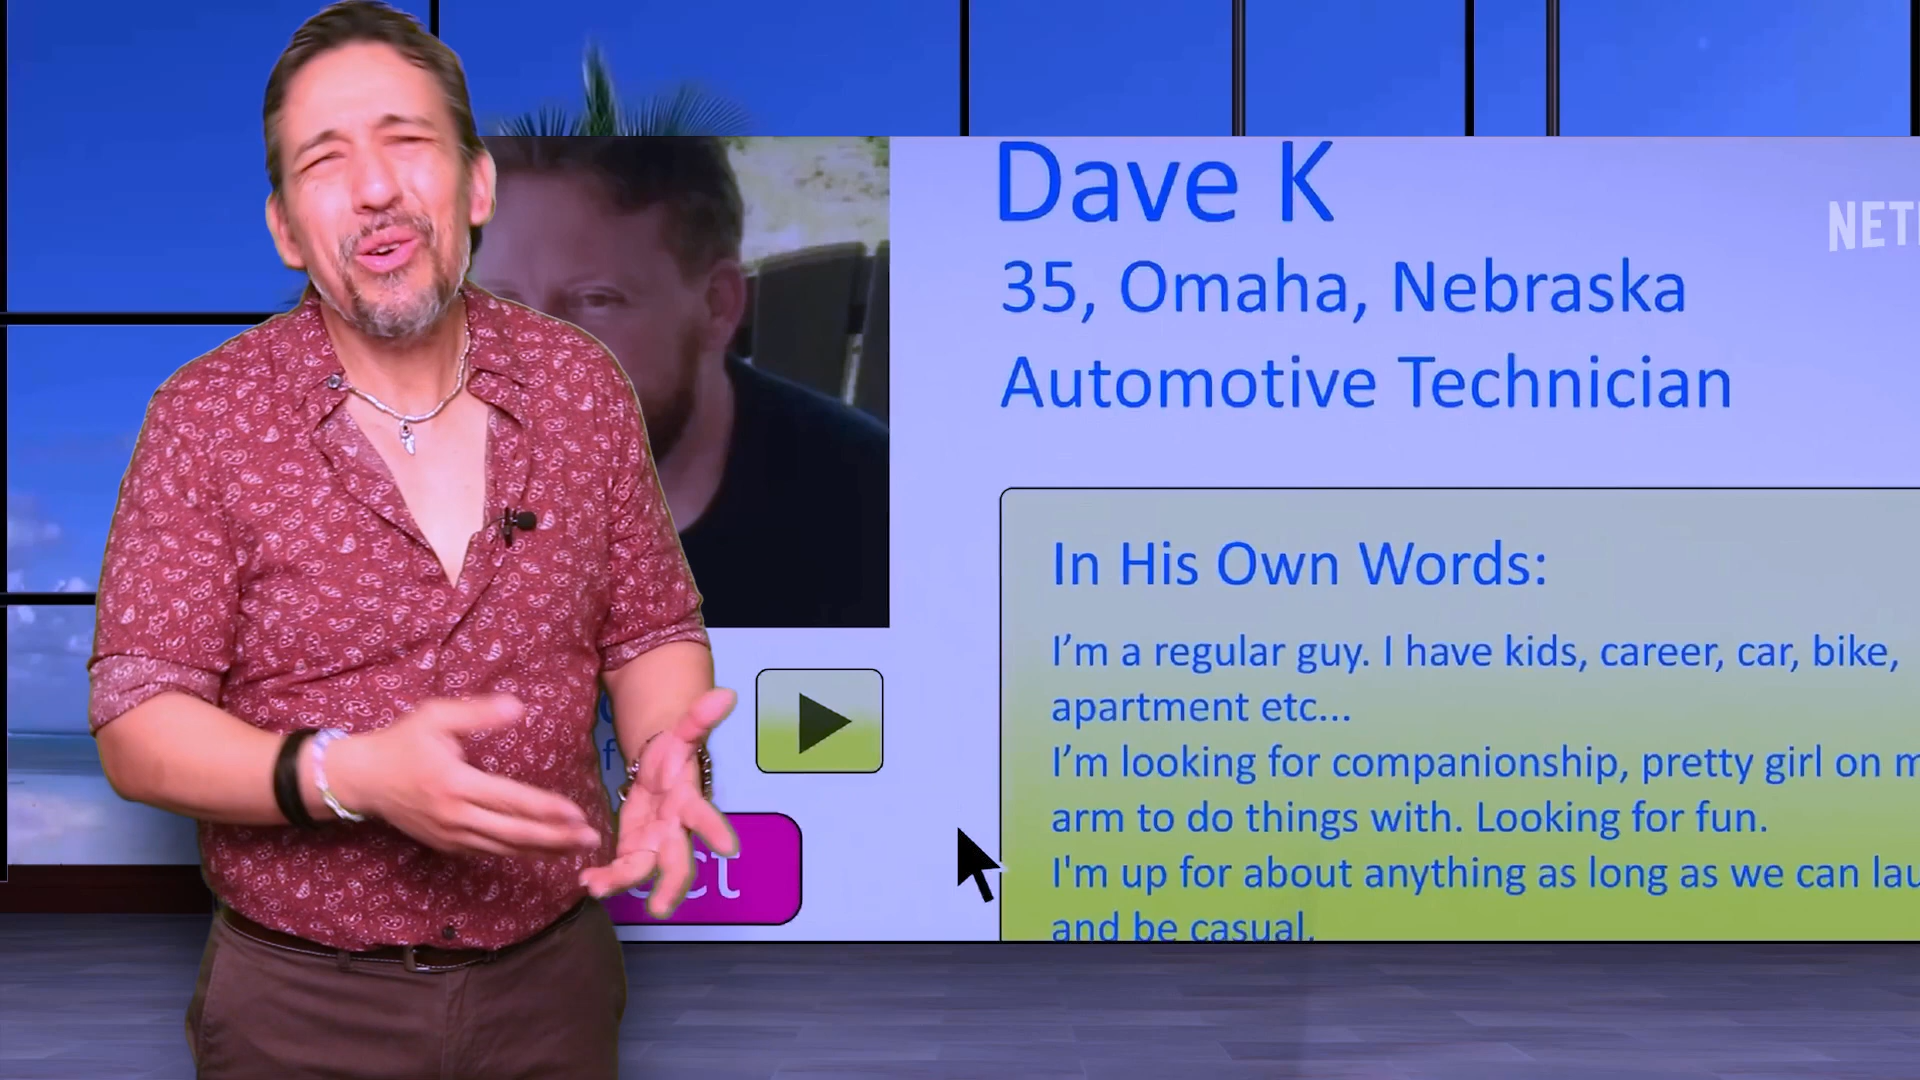 Dave K
35, Omaha, Nebraska
Automotive Technician
In His Own Words:
I’m a regular guy. I have kids, career, car, bike,
apartment etc...
I’m looking for companionship, pretty girl on
arm to do things with. Looking for fun.
I'm up for about anything as long as we can
and be casual.